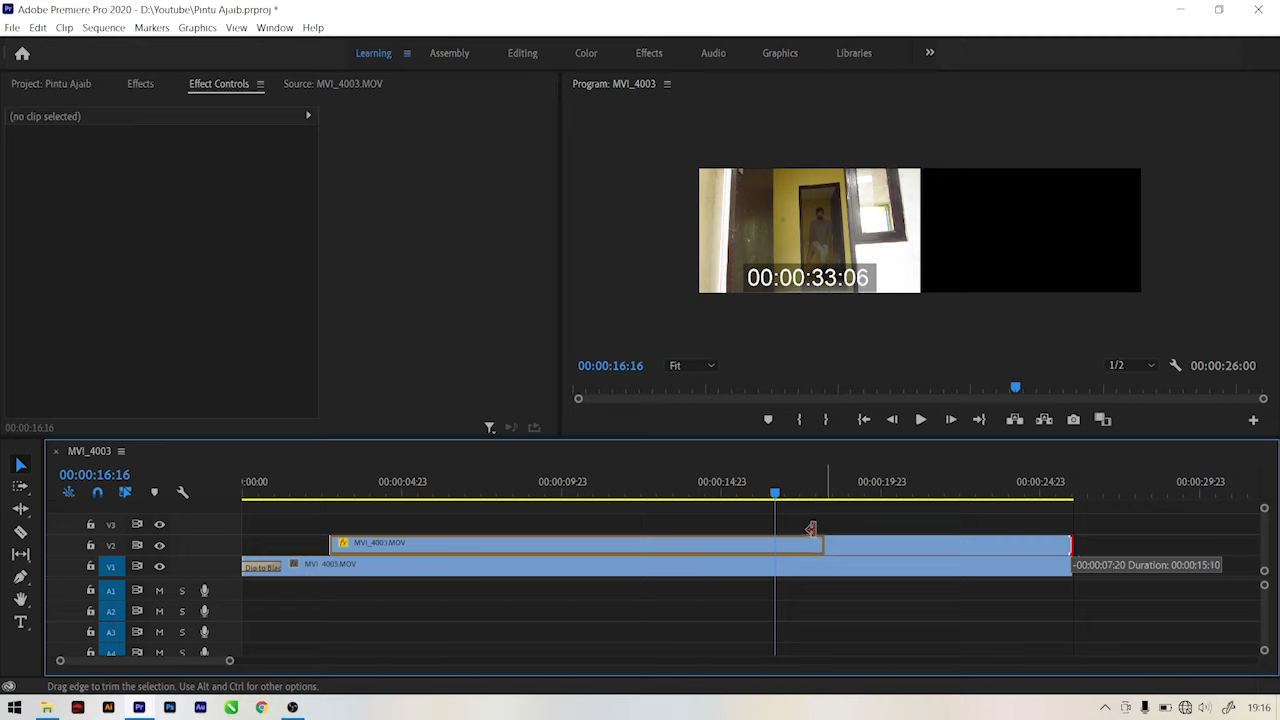 Adobe Premiere Pro 2020 - D:\Youtube\Pintu Ajaib.prproj *
File Edit Clip Sequence Markers Graphics View Window Help
Learning Assembly Editing Color Effects Audio Graphics Libraries
Project: Pintu Ajaib Effects Effect Controls Source: MVI_4003.MOV
Program: MVI_4003
(no clip selected)
00:00:33:06
00:00:16:16 Fit 1/2 00:00:26:00
00:00:16:16
MVI_4003
00:00:16:16
:00:00 00:00:04:23 00:00:09:23 00:00:14:23 00:00:19:23 00:00:24:23 00:00:29:23
V3
V2 MVI_4003.MOV
V1 Dip to Blac MVI_4003.MOV
-00:00:07:20 Duration: 00:00:15:10
A1 M S
A2 M S
A3 M S
A4 M S
Drag edge to trim the selection. Use Alt and Ctrl for other options.
19:16